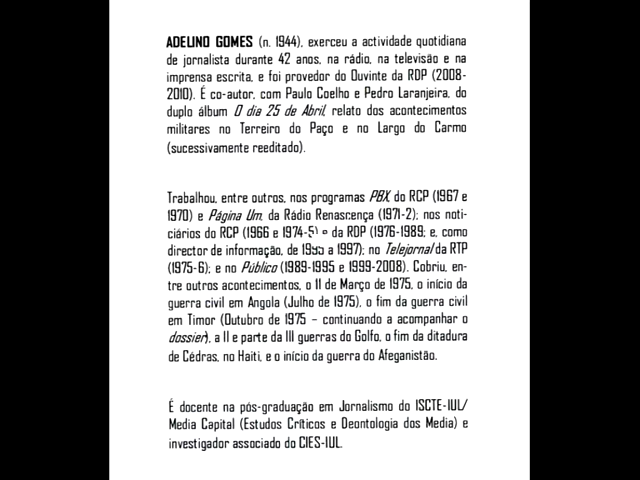 ADELINO GOMES (n. 1944), exerceu a actividade quotidiana
de jornalista durante 42 anos, na rádio, na televisão e na
imprensa escrita, e foi provedor do Ouvinte da RDP (2008-
2010). É co-autor, com Paulo Coelho e Pedro Laranjeira, do
duplo álbum O dia 25 de Abril, relato dos acontecimentos
militares no Terreiro do Paço e no Largo do Carmo
(sucessivamente reeditado).
Trabalhou, entre outros, nos programas PBX, do RCP (1967 e
1970) e Página Um, da Rádio Renascença (1971-2); nos noti-
ciários do RCP (1966 e 1974-5) e da RDP (1976-1989; e, como
director de informação, de a 1997); no Telejornal da RTP
(1975-6); e no Público (1989-1995 e 1999-2008). Cobriu, en-
tre outros acontecimentos, o 11 de Março de 1975, o início da
guerra civil em Angola (Julho de 1975), o fim da guerra civil
em Timor (Outubro de 1975 – continuando a acompanhar o
dossier), a II e parte da III guerras do Golfo, o fim da ditadura
de Cédras, no Haiti, e o início da guerra do Afeganistão.
É docente na pós-graduação em Jornalismo do ISCTE-IUL/
Media Capital (Estudos Críticos e Deontologia dos Media) e
investigador associado do CIES-IUL.